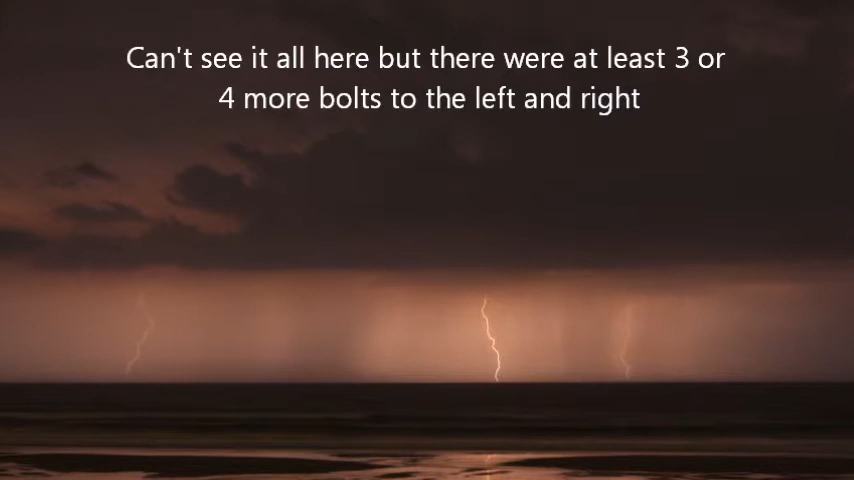 Can't see it all here but there were at least 3 or
4 more bolts to the left and right